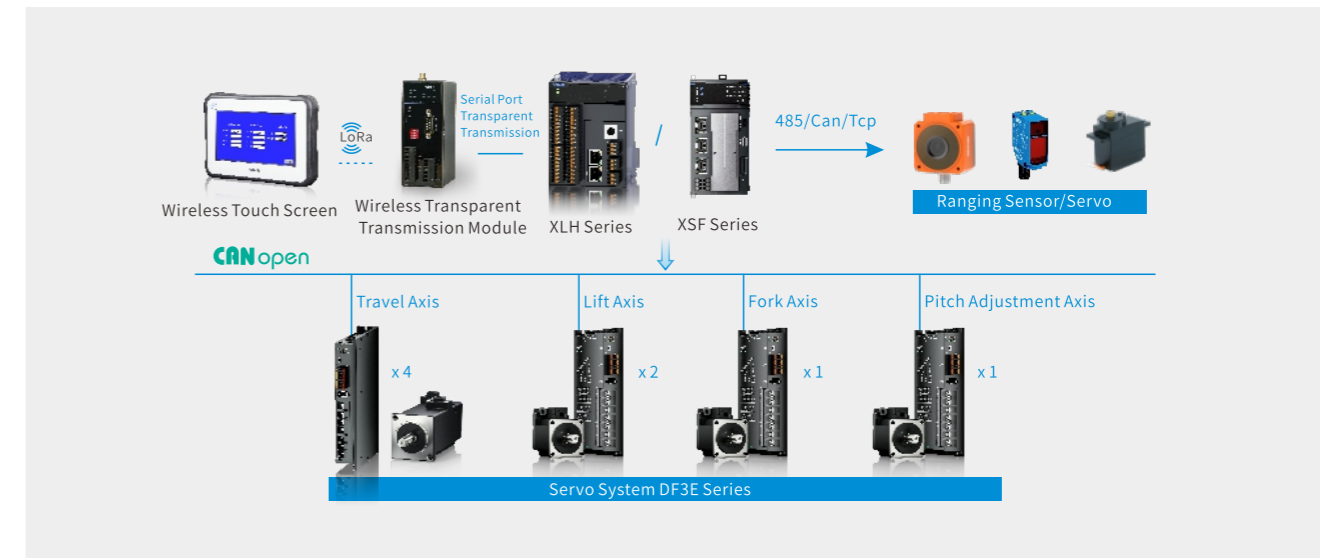 LoRa
Serial Port
Transparent
Transmission
/
485/Can/Tcp
Wireless Touch Screen
Wireless Transparent
Transmission Module
XLH Series
XSF Series
Ranging Sensor/Servo
CANopen
Travel Axis
Lift Axis
Fork Axis
Pitch Adjustment Axis
x 4
x 2
x 1
x 1
Servo System DF3E Series